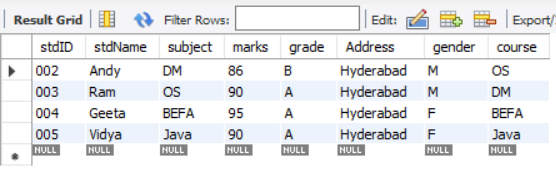 Result Grid Filter Rows: Edit: Export/
stdID stdName subject marks grade Address gender course
002 Andy DM 86 B Hyderabad M OS
003 Ram OS 90 A Hyderabad M DM
004 Geeta BEFA 95 A Hyderabad F BEFA
005 Vidya Java 90 A Hyderabad F Java
NULL NULL NULL NULL NULL NULL NULL NULL